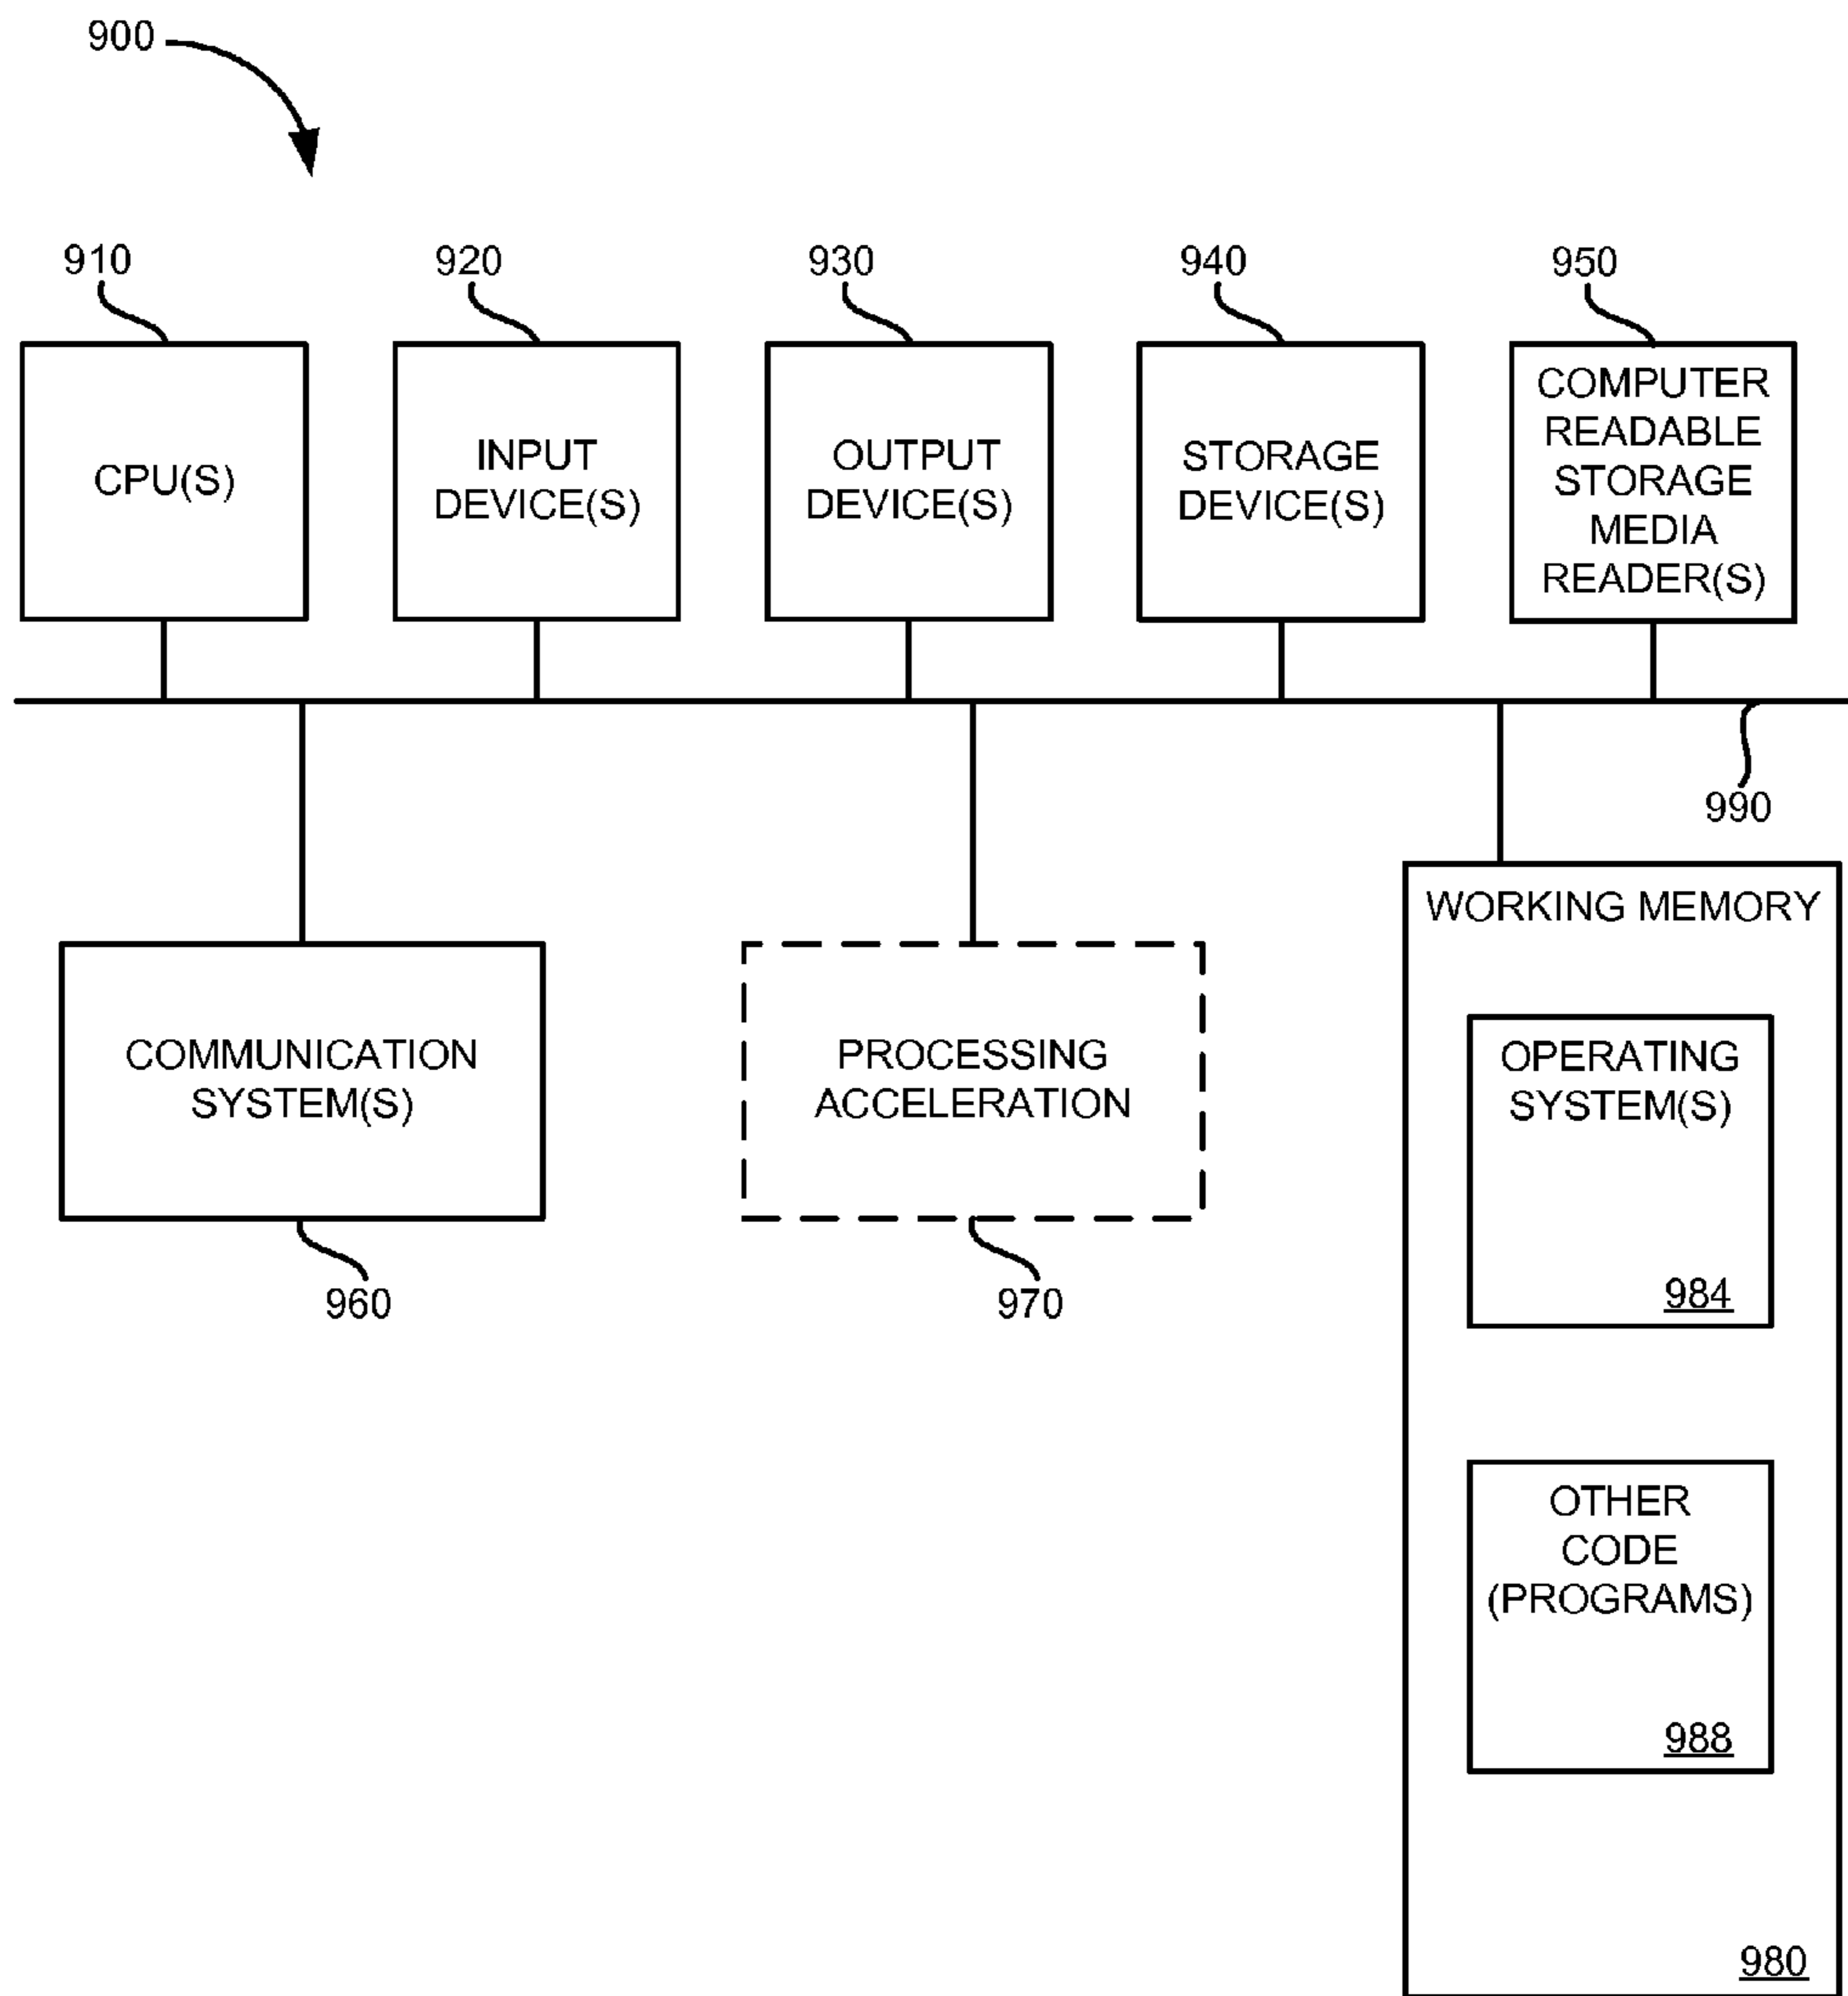 900
910
920
930
940
950
CPU(S)
INPUT
DEVICE(S)
OUTPUT
DEVICE(S)
STORAGE
DEVICE(S)
COMPUTER
READABLE
STORAGE
MEDIA
READER(S)
990
COMMUNICATION
SYSTEM(S)
960
PROCESSING
ACCELERATION
970
WORKING MEMORY
OPERATING
SYSTEM(S)
984
OTHER
CODE
(PROGRAMS)
988
980